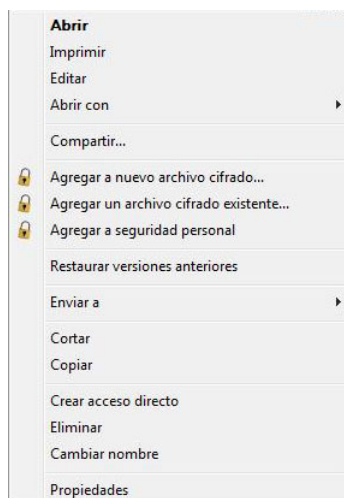 Abrir
Imprimir
Editar
Abrir con
Compartir...
Agregar a nuevo archivo cifrado...
Agregar un archivo cifrado existente...
Agregar a seguridad personal
Restaurar versiones anteriores
Enviar a
Cortar
Copiar
Crear acceso directo
Eliminar
Cambiar nombre
Propiedades